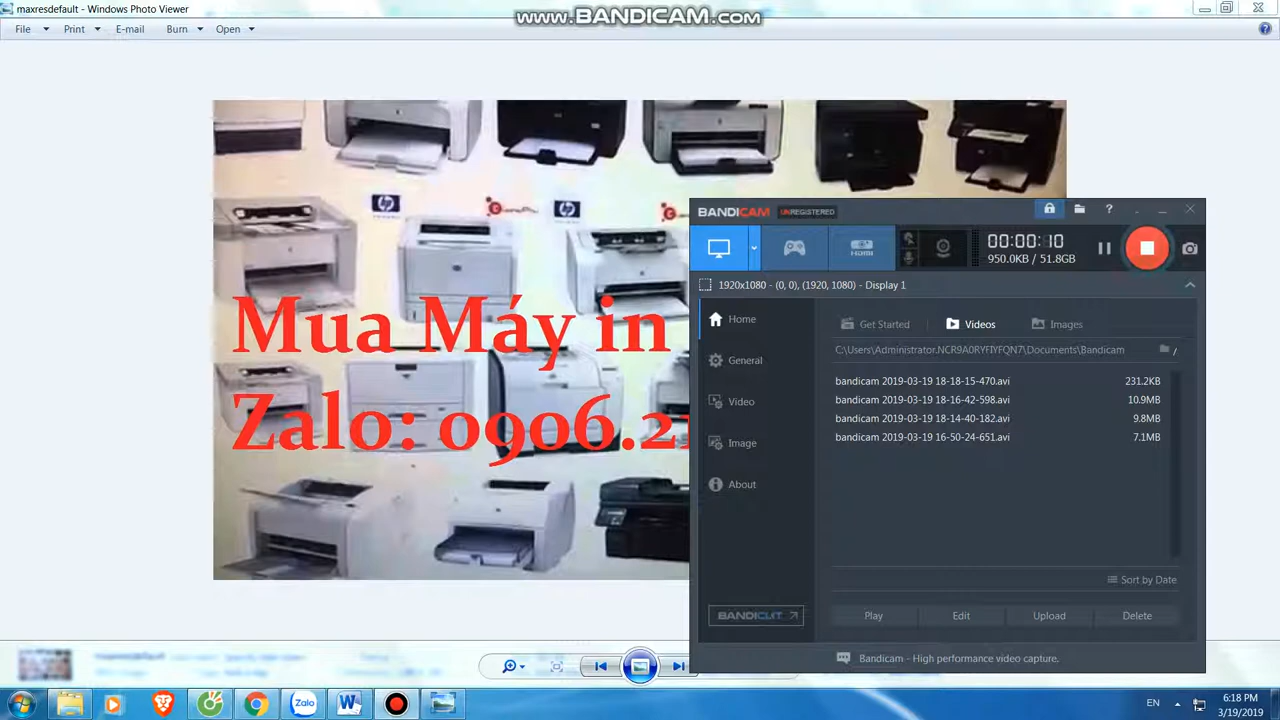 maxresdefault - Windows Photo Viewer
www.BANDICAM.com
File Print E-mail Burn Open
hp
hp
Mua Máy in
Zalo: 0906.21
BANDICAM UNREGISTERED
HDMI
00:00:10
950.0KB / 51.8GB
1920x1080 - (0, 0), (1920, 1080) - Display 1
Home
General
Video
Image
About
BANDICUT
Get Started Videos Images
C:\Users\Administrator.NCR9A0RYFIYFQN7\Documents\Bandicam
bandicam 2019-03-19 18-18-15-470.avi 231.2KB
bandicam 2019-03-19 18-16-42-598.avi 10.9MB
bandicam 2019-03-19 18-14-40-182.avi 9.8MB
bandicam 2019-03-19 16-50-24-651.avi 7.1MB
Sort by Date
Play Edit Upload Delete
Bandicam - High performance video capture.
Zalo
EN
6:18 PM
3/19/2019